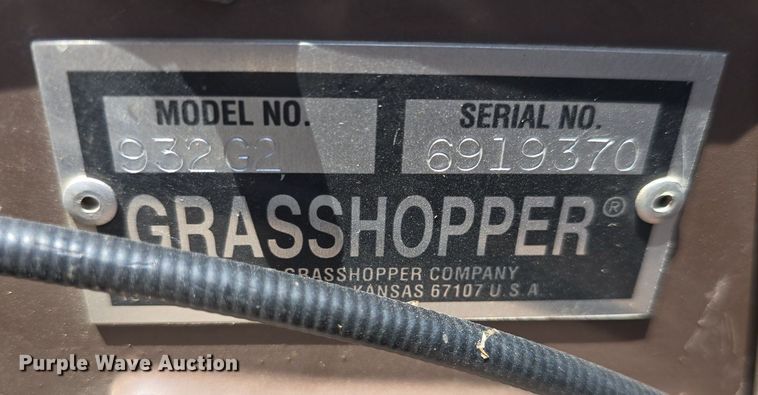 MODEL NO. SERIAL NO.
932G2 6919370
GRASSHOPPER®
GRASSHOPPER COMPANY
KANSAS 67107 U.S.A
Purple Wave Auction